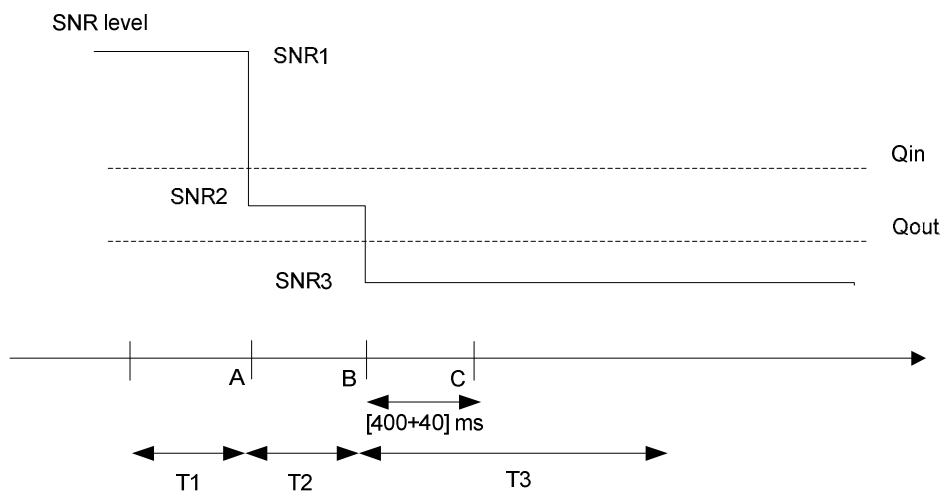 SNR level
SNR1
Qin
SNR2
Qout
SNR3
A
B
C
[400+40] ms
T1
T2
T3